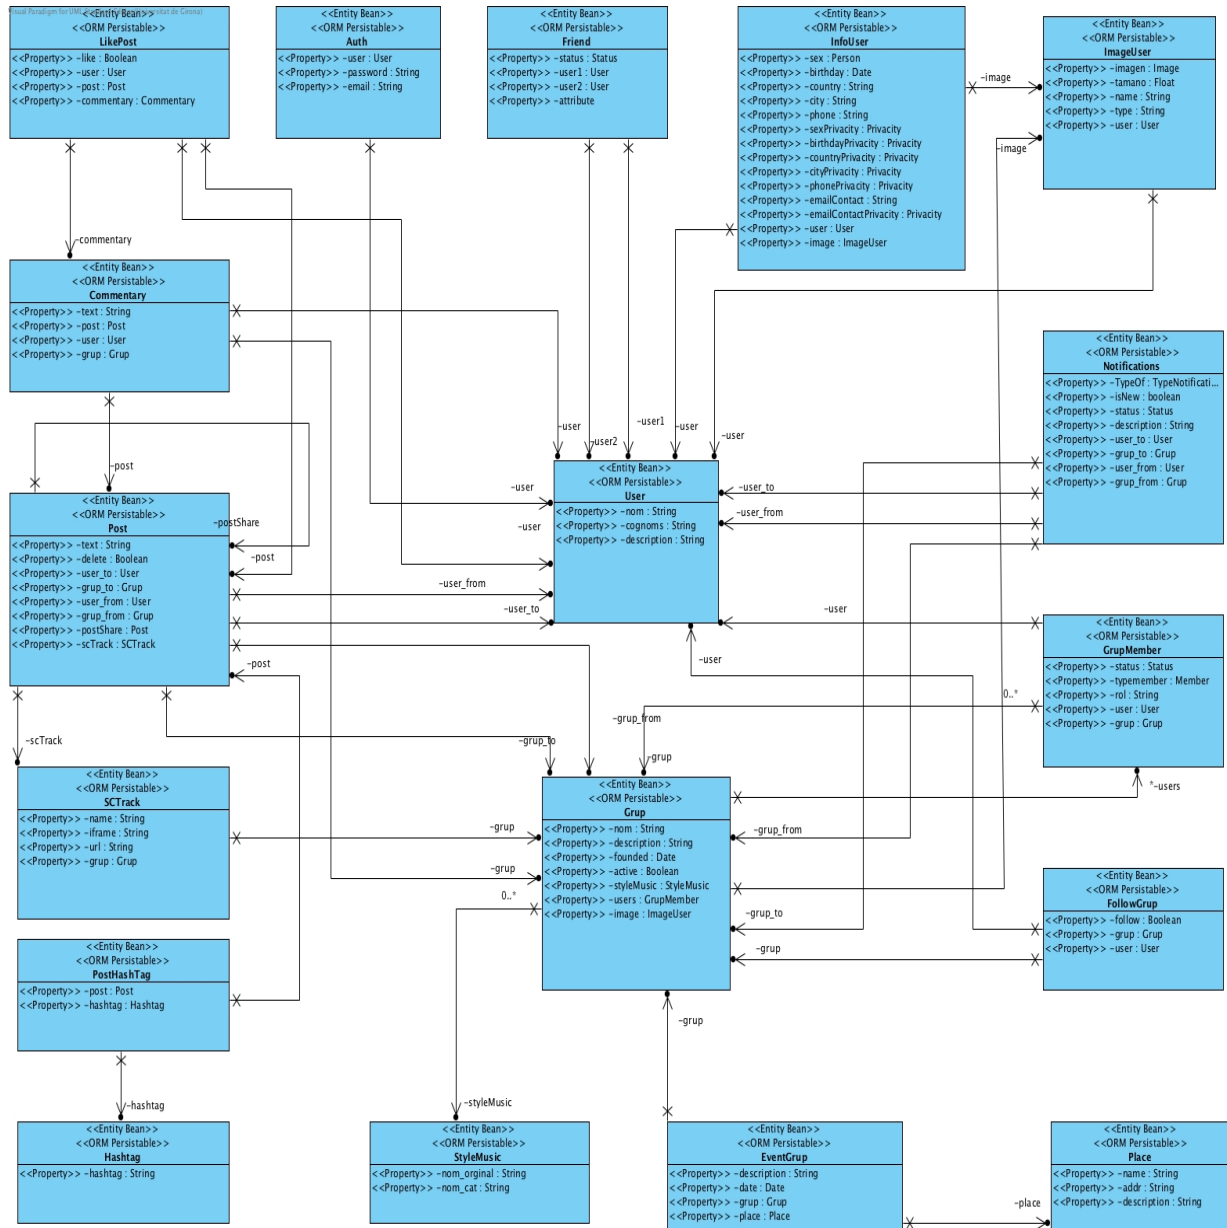 <<Entity Bean>>
<<ORM Persistable>>
LikePost
<<Property>> -like : Boolean
<<Property>> -user : User
<<Property>> -post : Post
<<Property>> -commentary : Commentary
<<Entity Bean>>
<<ORM Persistable>>
Auth
<<Property>> -user : User
<<Property>> -password : String
<<Property>> -email : String
<<Entity Bean>>
<<ORM Persistable>>
Friend
<<Property>> -status : Status
<<Property>> -user1 : User
<<Property>> -user2 : User
<<Property>> -attribute
<<Entity Bean>>
<<ORM Persistable>>
InfoUser
<<Property>> -sex : Person
<<Property>> -birthday : Date
<<Property>> -country : String
<<Property>> -city : String
<<Property>> -phone : String
<<Property>> -sexPrivacity : Privacity
<<Property>> -birthdayPrivacity : Privacity
<<Property>> -countryPrivacity : Privacity
<<Property>> -cityPrivacity : Privacity
<<Property>> -phonePrivacity : Privacity
<<Property>> -emailContact : String
<<Property>> -emailContactPrivacity : Privacity
<<Property>> -user : User
<<Property>> -image : ImageUser
-image
<<Entity Bean>>
<<ORM Persistable>>
ImageUser
<<Property>> -imagen : Image
<<Property>> -tamano : Float
<<Property>> -name : String
<<Property>> -type : String
<<Property>> -user : User
-image
-commentary
<<Entity Bean>>
<<ORM Persistable>>
Commentary
<<Property>> -text : String
<<Property>> -post : Post
<<Property>> -user : User
<<Property>> -grup : Grup
<<Entity Bean>>
<<ORM Persistable>>
Notifications
<<Property>> -TypeOf : TypeNotificati...
<<Property>> -isNew : boolean
<<Property>> -status : Status
<<Property>> -description : String
<<Property>> -user_to : User
<<Property>> -grup_to : Grup
<<Property>> -user_from : User
<<Property>> -grup_from : Grup
-user
-user2
-user1
-user
-user
-post
<<Entity Bean>>
<<ORM Persistable>>
Post
<<Property>> -text : String
<<Property>> -delete : Boolean
<<Property>> -user_to : User
<<Property>> -grup_to : Grup
<<Property>> -user_from : User
<<Property>> -grup_from : Grup
<<Property>> -postShare : Post
<<Property>> -scTrack : SCTrack
-postShare
-post
-user
-user
-user_from
-user_to
-post
<<Entity Bean>>
<<ORM Persistable>>
User
<<Property>> -nom : String
<<Property>> -cognoms : String
<<Property>> -description : String
-user_to
-user_from
-user
-user
<<Entity Bean>>
<<ORM Persistable>>
GrupMember
<<Property>> -status : Status
<<Property>> -typemember : Member
<<Property>> -rol : String
<<Property>> -user : User
<<Property>> -grup : Grup
0..*
-grup_from
-grup_to
-grup
-scTrack
*-users
<<Entity Bean>>
<<ORM Persistable>>
SCTrack
<<Property>> -name : String
<<Property>> -iframe : String
<<Property>> -url : String
<<Property>> -grup : Grup
-grup
-grup
0..*
<<Entity Bean>>
<<ORM Persistable>>
Grup
<<Property>> -nom : String
<<Property>> -description : String
<<Property>> -founded : Date
<<Property>> -active : Boolean
<<Property>> -styleMusic : StyleMusic
<<Property>> -users : GrupMember
<<Property>> -image : ImageUser
-grup_from
-grup_to
-grup
<<Entity Bean>>
<<ORM Persistable>>
FollowGrup
<<Property>> -follow : Boolean
<<Property>> -grup : Grup
<<Property>> -user : User
<<Entity Bean>>
<<ORM Persistable>>
PostHashTag
<<Property>> -post : Post
<<Property>> -hashtag : Hashtag
-grup
-hashtag
-styleMusic
<<Entity Bean>>
<<ORM Persistable>>
Hashtag
<<Property>> -hashtag : String
<<Entity Bean>>
<<ORM Persistable>>
StyleMusic
<<Property>> -nom_orginal : String
<<Property>> -nom_cat : String
<<Entity Bean>>
<<ORM Persistable>>
EventGrup
<<Property>> -description : String
<<Property>> -date : Date
<<Property>> -grup : Grup
<<Property>> -place : Place
-place
<<Entity Bean>>
<<ORM Persistable>>
Place
<<Property>> -name : String
<<Property>> -addr : String
<<Property>> -description : String